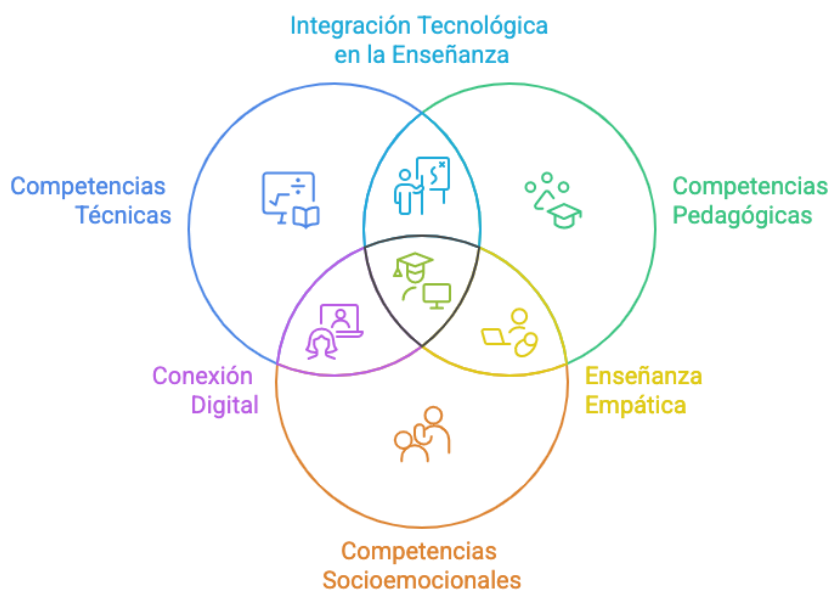 Integración Tecnológica
en la Enseñanza
Competencias
Técnicas
Competencias
Pedagógicas
Conexión
Digital
Enseñanza
Empática
Competencias
Socioemocionales